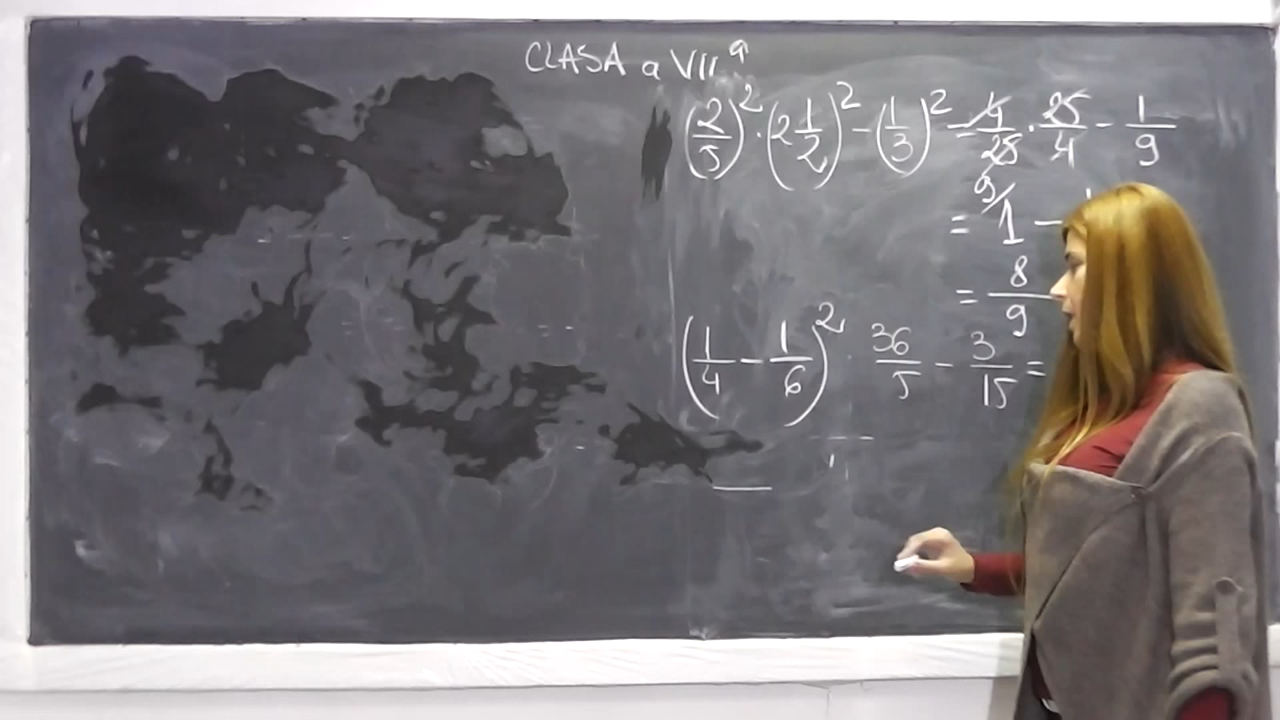 CLASA a VII a
(2/5)² · (2 1/2)² - (1/3)² = 4/25 · 25/4 - 1/9
= 9/ 1 -
= 8/9
(1/4 - 1/6)² · 36/5 - 3/15 =